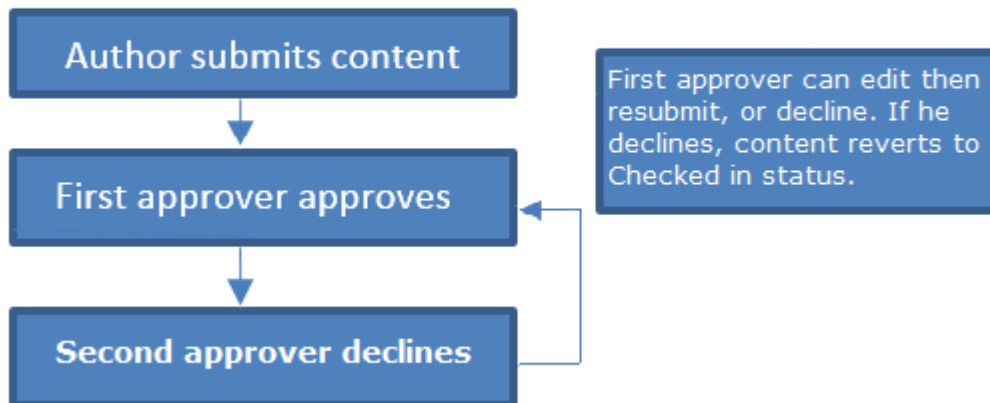 Author submits content
First approver approves
Second approver declines
First approver can edit then
resubmit, or decline. If he
declines, content reverts to
Checked in status.